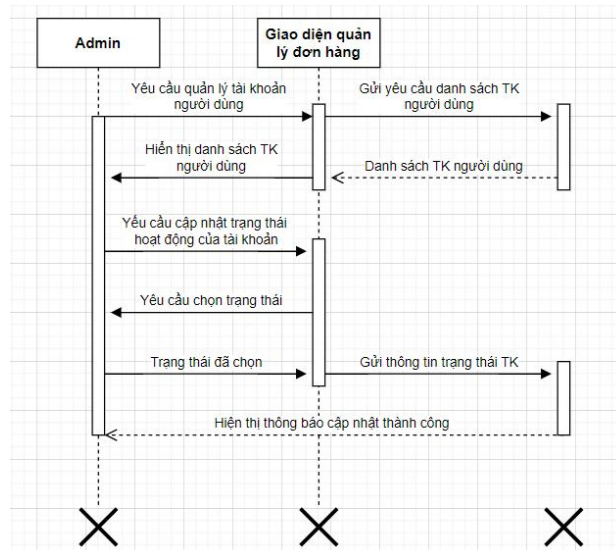 Admin
Giao diện quản
lý đơn hàng
Yêu cầu quản lý tài khoản
người dùng
Gửi yêu cầu danh sách TK
người dùng
Hiển thị danh sách TK
người dùng
Danh sách TK người dùng
Yểu cầu cập nhật trạng thái
hoạt động của tài khoản
Yêu cầu chọn trạng thái
Trạng thái đã chọn
Gửi thông tin trạng thái TK
Hiện thị thông báo cập nhật thành công